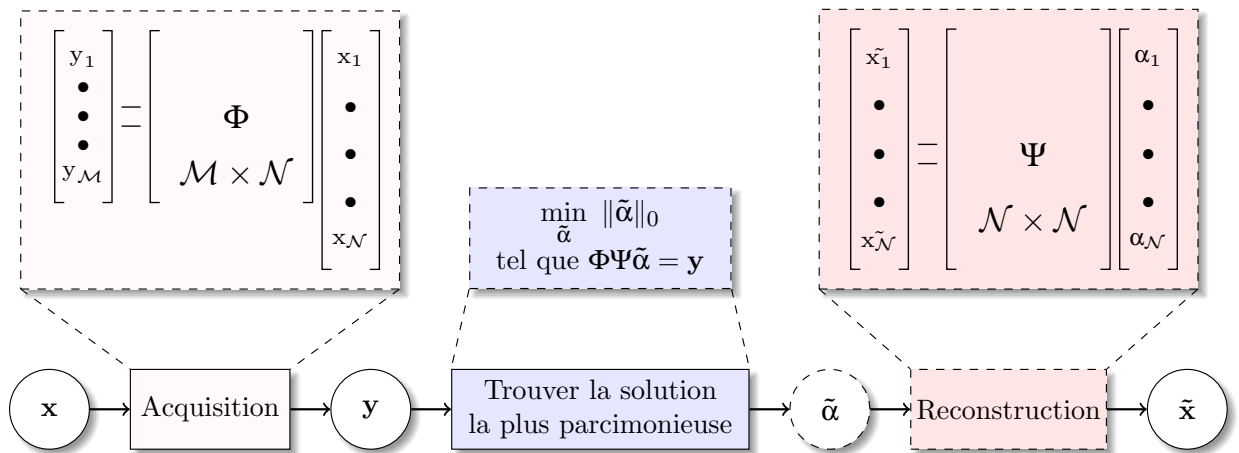 y₁
y_ℳ
=
Φ
ℳ × 𝒩
x₁
x_𝒩
min ‖α̃‖₀
α̃
tel que ΦΨα̃ = y
x̃₁
x̃_𝒩
=
Ψ
𝒩 × 𝒩
α₁
α_𝒩
x
Acquisition
y
Trouver la solution
la plus parcimonieuse
α̃
Reconstruction
x̃